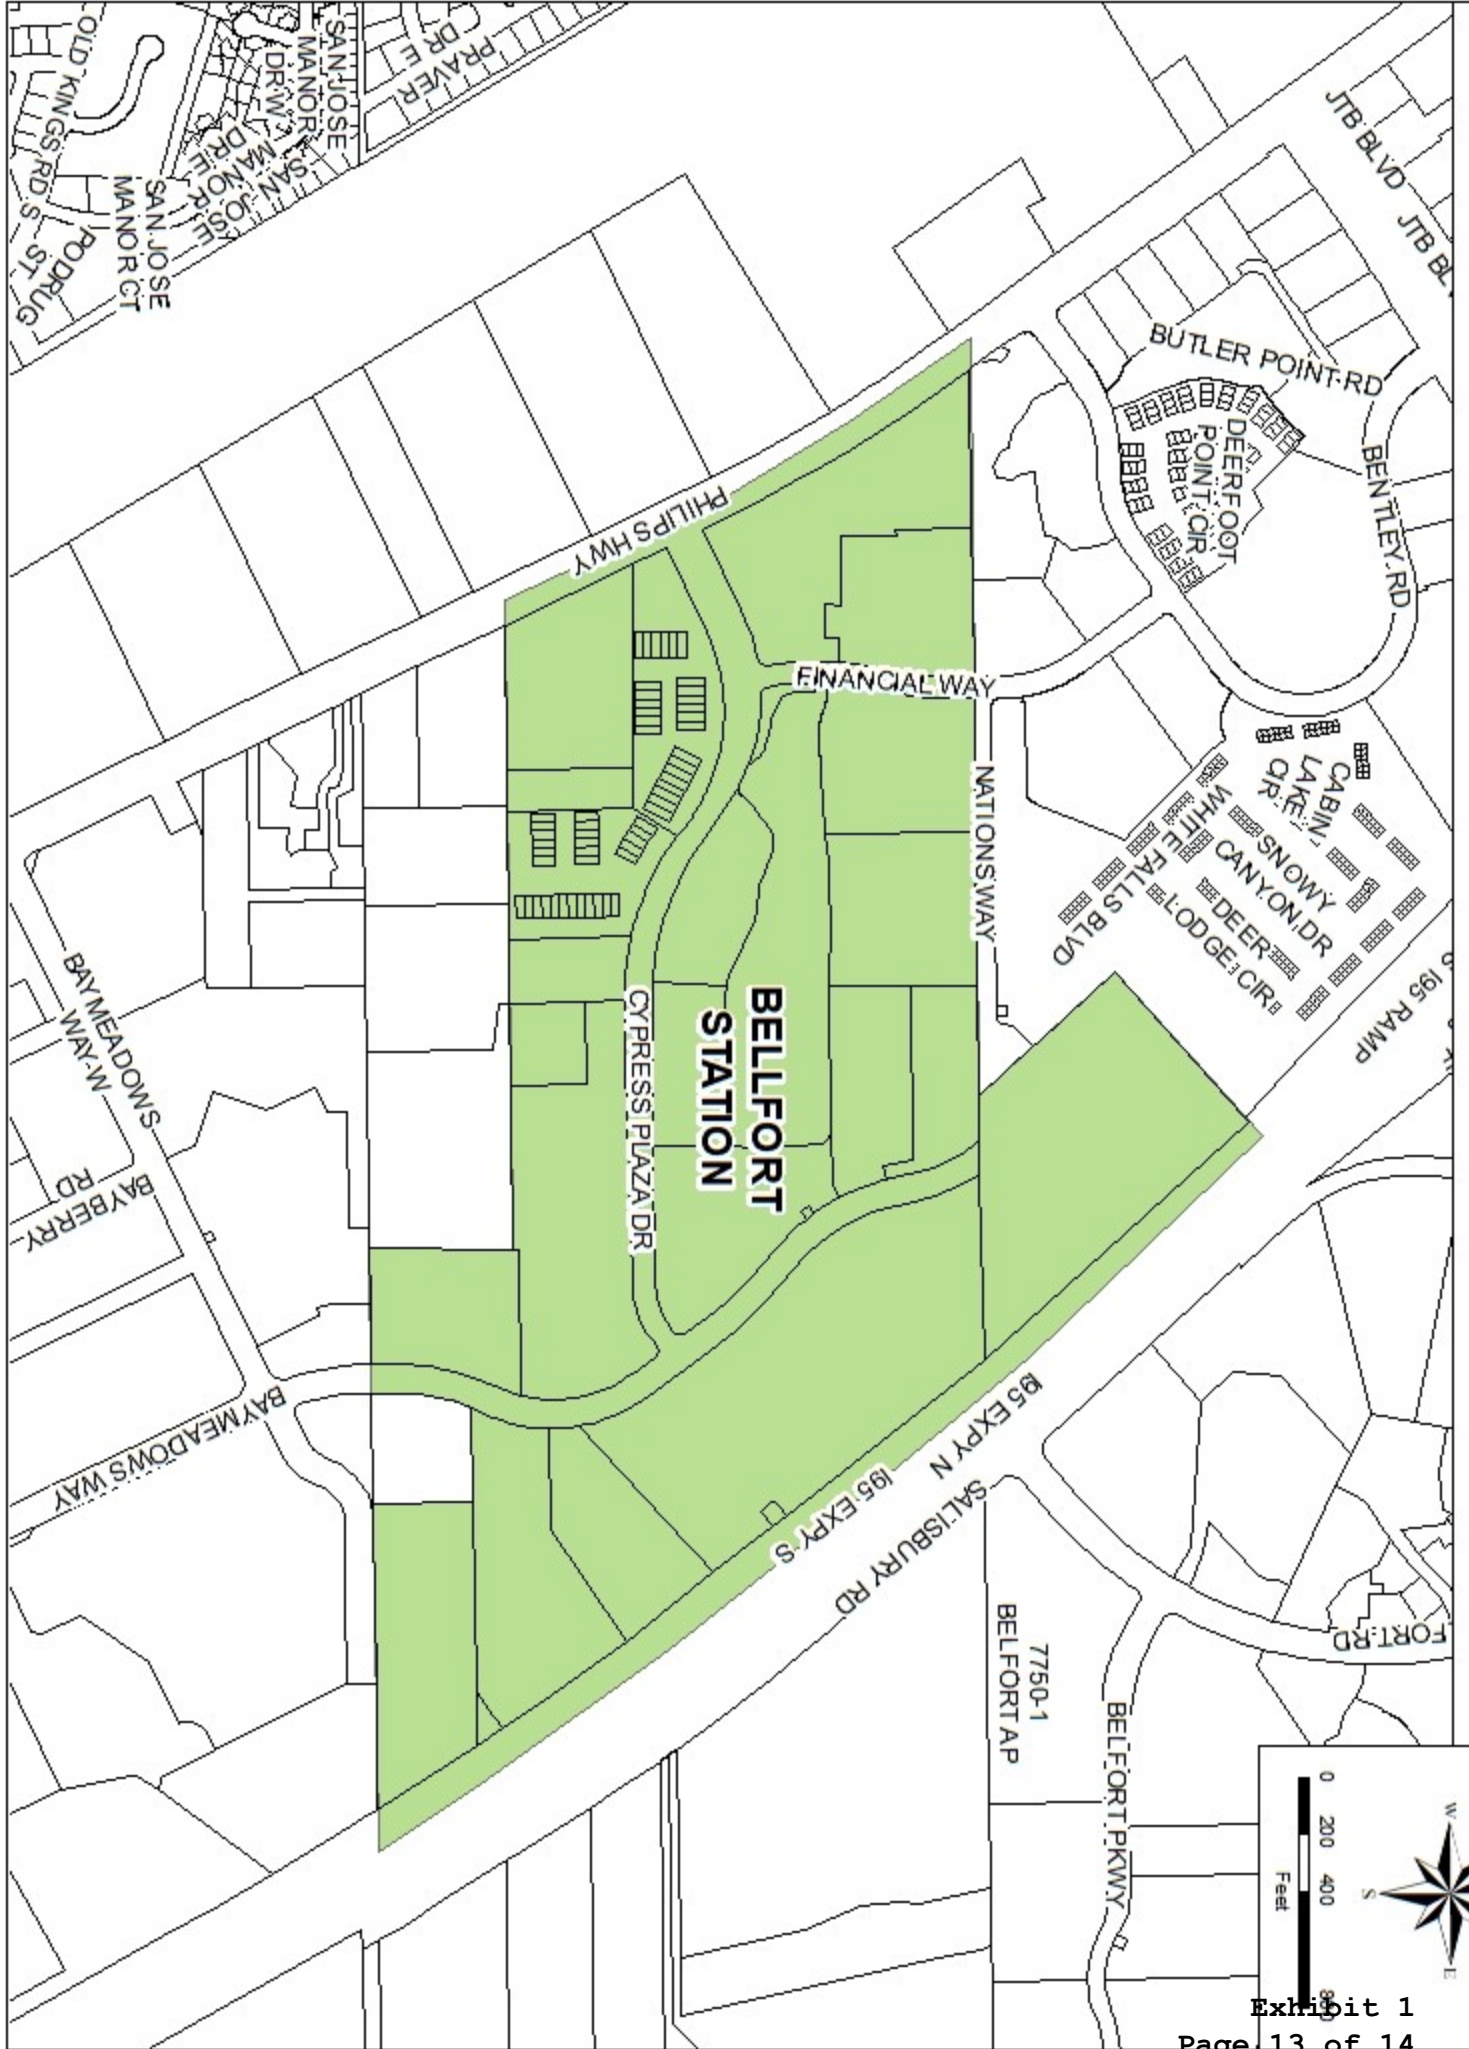 OLD KINGS RD S
SAN JOSE
MANOR
DR W
SAN JOSE
MANOR
DR E
PRAVER
DR E
SAN JOSE
MANOR CT
PODRUG
ST
JTB BLVD
JTB BL
BUTLER POINT RD
DEERFOOT
POINT CIR
BENTLEY RD
PHILIPS HWY
FINANCIAL WAY
NATIONS WAY
CABIN
LAKE
CIR
SNOWY
CANYON DR
DEER
LODGE CIR
WHITE FALLS BLVD
I95 RAMP
BELLFORT
STATION
CYPRESS PLAZA DR
BAYMEADOWS
WAY W
BAYBERRY
RD
BAYMEADOWS WAY
I95 EXPY N
I95 EXPY S
SALISBURY RD
FORT RD
7750-1
BELFORT AP
BELFORT PKWY
0 200 400
Feet
W
S
E
Exhibit 1
Page 13 of 14